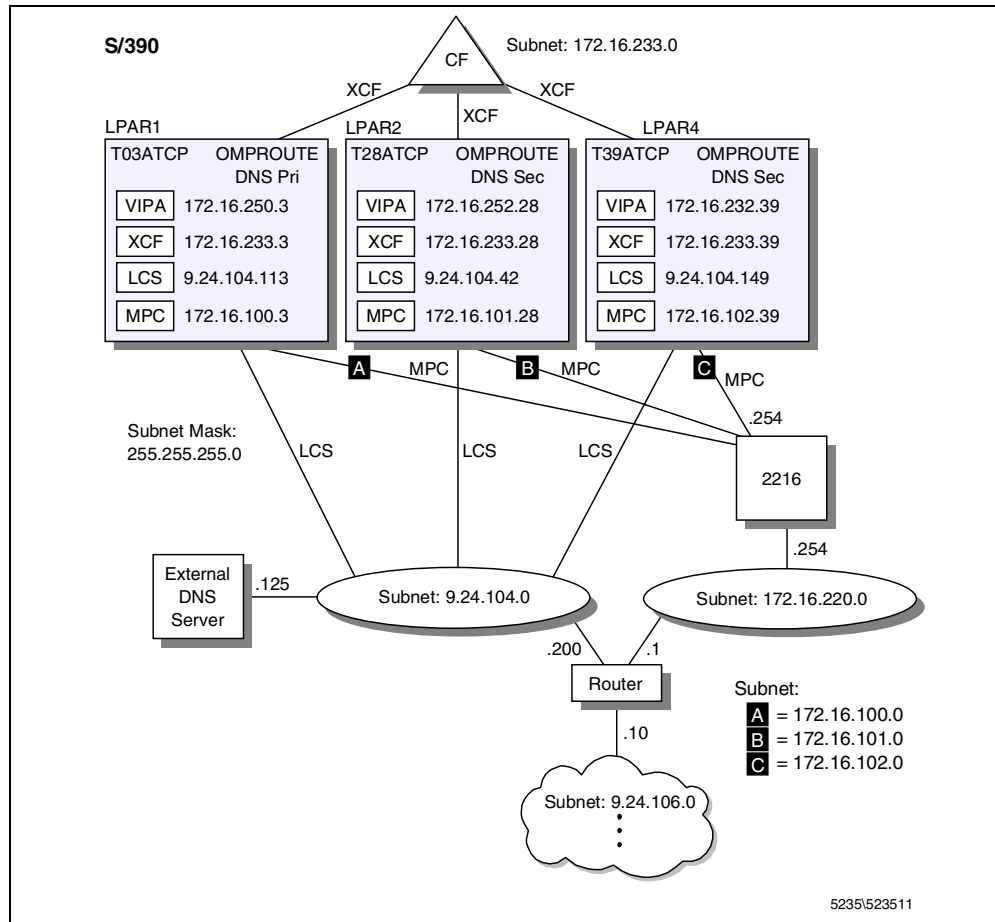 S/390
CF
Subnet: 172.16.233.0
XCF
XCF
XCF
LPAR1
LPAR2
LPAR4
T03ATCP OMPROUTE
DNS Pri
VIPA 172.16.250.3
XCF 172.16.233.3
LCS 9.24.104.113
MPC 172.16.100.3
T28ATCP OMPROUTE
DNS Sec
VIPA 172.16.252.28
XCF 172.16.233.28
LCS 9.24.104.42
MPC 172.16.101.28
T39ATCP OMPROUTE
DNS Sec
VIPA 172.16.232.39
XCF 172.16.233.39
LCS 9.24.104.149
MPC 172.16.102.39
A
MPC
B
MPC
C
MPC
.254
Subnet Mask:
255.255.255.0
LCS
LCS
LCS
2216
.254
External
DNS
Server
.125
Subnet: 9.24.104.0
Subnet: 172.16.220.0
.200
.1
Router
.10
Subnet:
A = 172.16.100.0
B = 172.16.101.0
C = 172.16.102.0
Subnet: 9.24.106.0
5235\523511